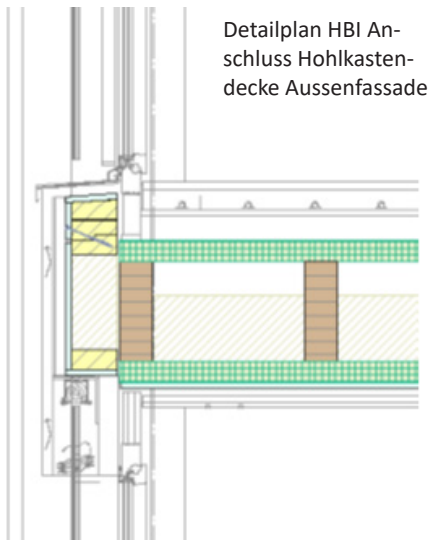 Detailplan HBI An-
schluss Hohlkasten-
decke Aussenfassade